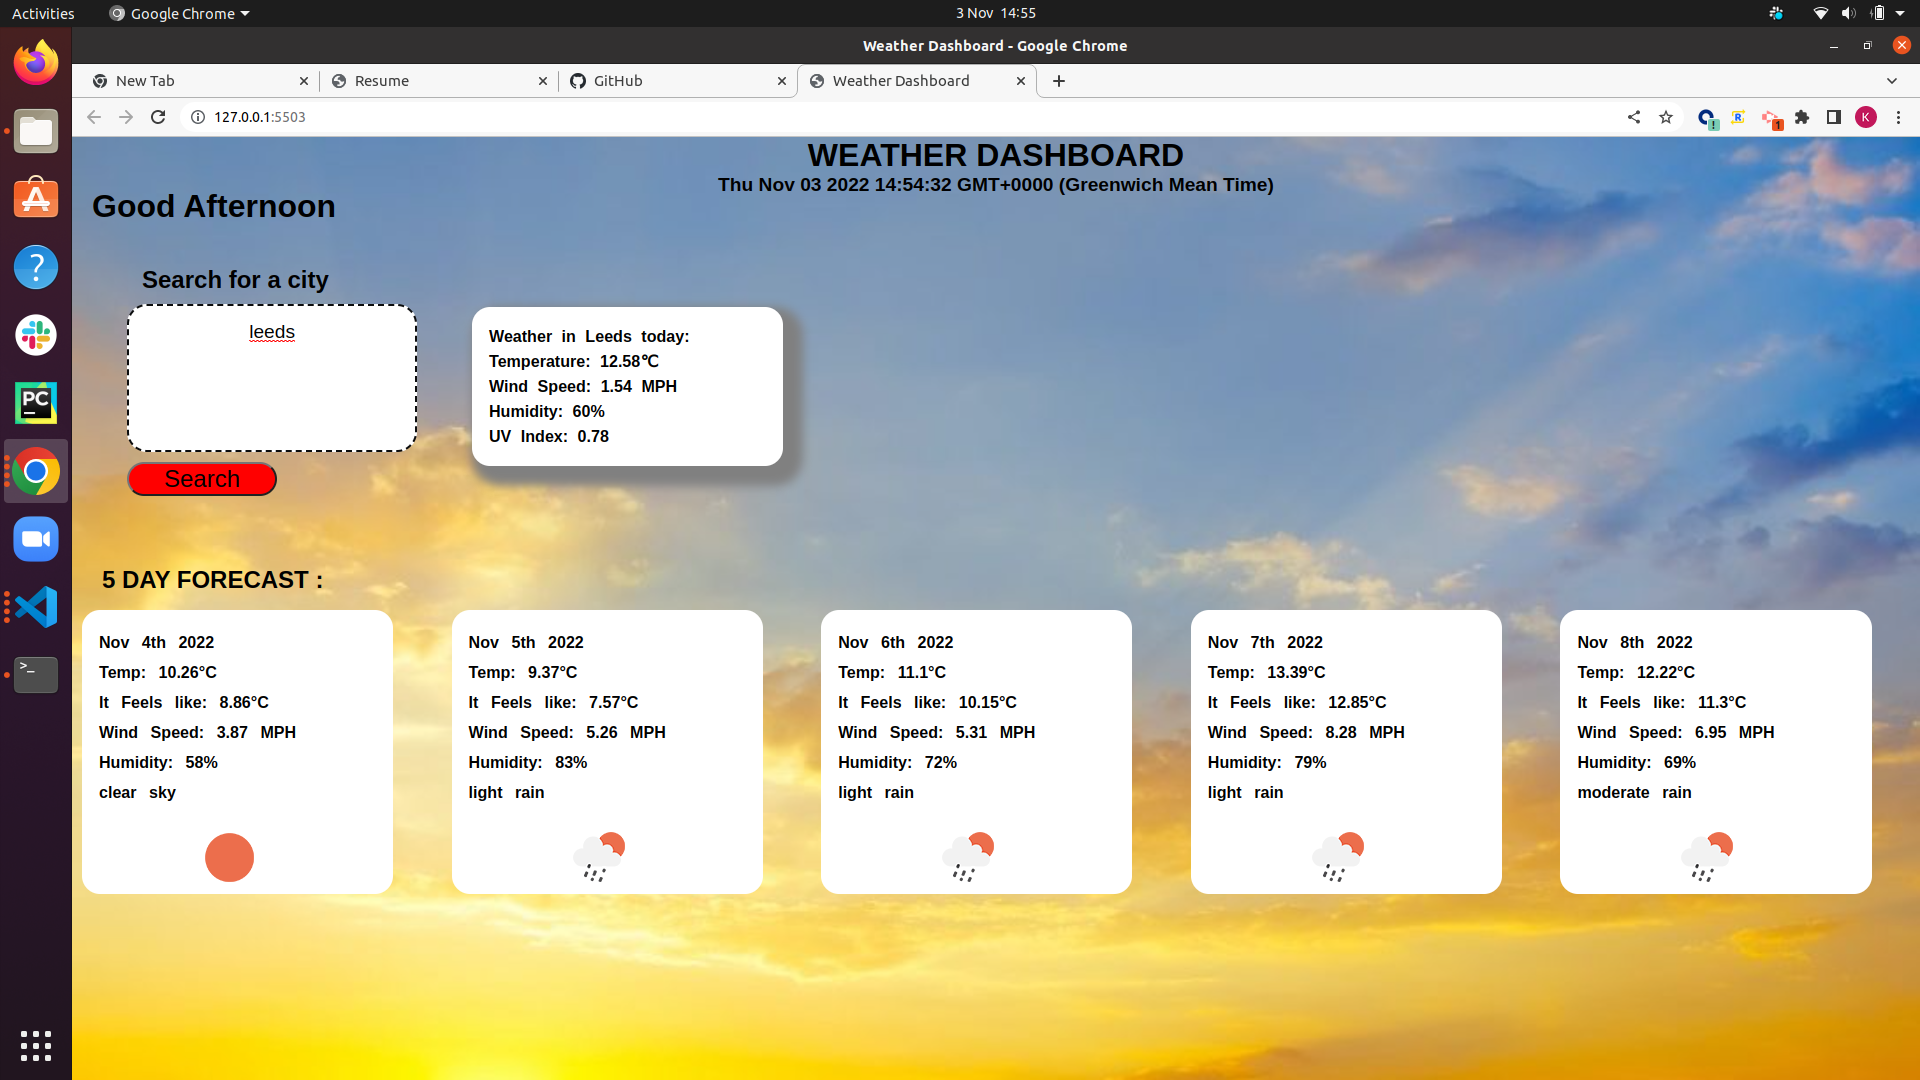 Activities
Google Chrome
3 Nov 14:55
Weather Dashboard - Google Chrome
New Tab
Resume
GitHub
Weather Dashboard
127.0.0.1:5503
R
1
K
WEATHER DASHBOARD
Thu Nov 03 2022 14:54:32 GMT+0000 (Greenwich Mean Time)
Good Afternoon
Search for a city
leeds
Search
Weather in Leeds today:
Temperature: 12.58℃
Wind Speed: 1.54 MPH
Humidity: 60%
UV Index: 0.78
PC
>_
5 DAY FORECAST :
Nov 4th 2022
Temp: 10.26°C
It Feels like: 8.86°C
Wind Speed: 3.87 MPH
Humidity: 58%
clear sky
Nov 5th 2022
Temp: 9.37°C
It Feels like: 7.57°C
Wind Speed: 5.26 MPH
Humidity: 83%
light rain
Nov 6th 2022
Temp: 11.1°C
It Feels like: 10.15°C
Wind Speed: 5.31 MPH
Humidity: 72%
light rain
Nov 7th 2022
Temp: 13.39°C
It Feels like: 12.85°C
Wind Speed: 8.28 MPH
Humidity: 79%
light rain
Nov 8th 2022
Temp: 12.22°C
It Feels like: 11.3°C
Wind Speed: 6.95 MPH
Humidity: 69%
moderate rain